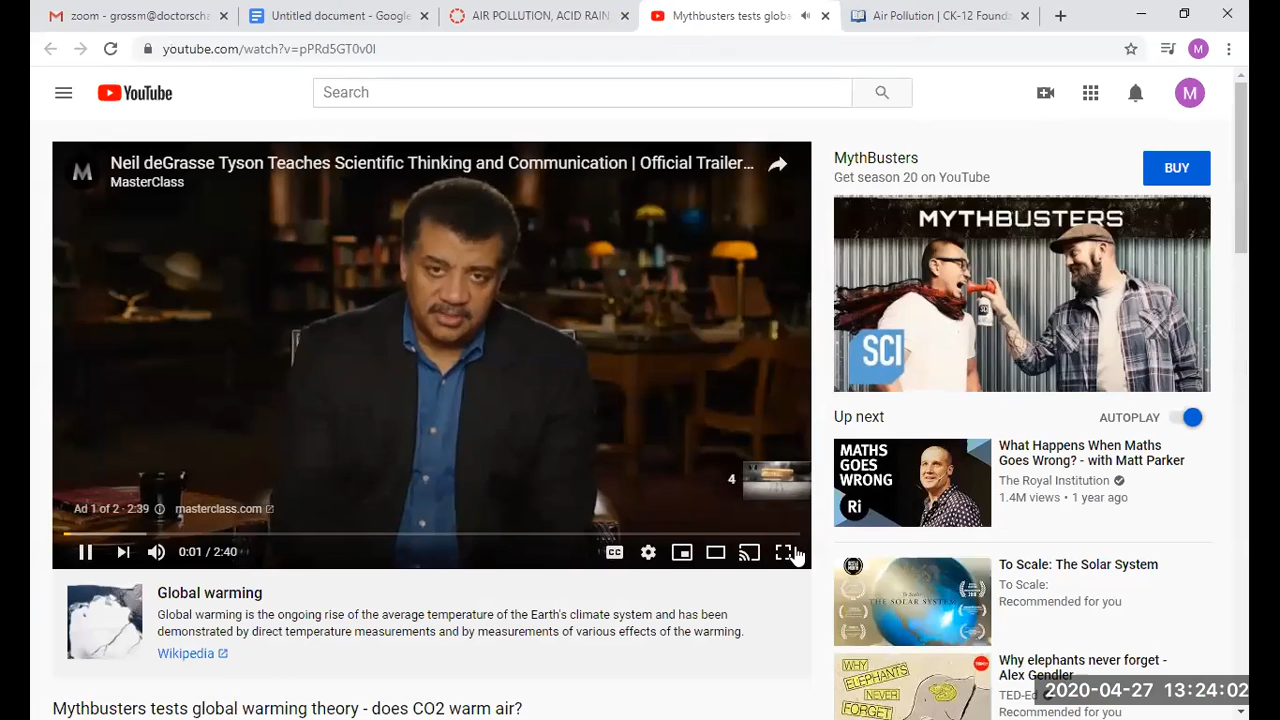 zoom - grossm@doctorscha
Untitled document - Google
AIR POLLUTION, ACID RAIN
Mythbusters tests globa
Air Pollution | CK-12 Founda
youtube.com/watch?v=pPRd5GT0v0I
M
YouTube
Search
M
M
Neil deGrasse Tyson Teaches Scientific Thinking and Communication | Official Trailer...
MasterClass
4
Ad 1 of 2 · 2:39
masterclass.com
0:01 / 2:40
CC
Global warming
Global warming is the ongoing rise of the average temperature of the Earth's climate system and has been
demonstrated by direct temperature measurements and by measurements of various effects of the warming.
Wikipedia
Mythbusters tests global warming theory - does CO2 warm air?
MythBusters
Get season 20 on YouTube
BUY
MYTHBUSTERS
SCI
Up next
AUTOPLAY
MATHS
GOES
WRONG?
Ri
What Happens When Maths
Goes Wrong? - with Matt Parker
The Royal Institution
1.4M views • 1 year ago
THE SOLAR SYSTEM
To Scale: The Solar System
To Scale:
Recommended for you
WHY
ELEPHANTS
NEVER
FORGET
Why elephants never forget -
Alex Gendler
TED-Ed
Recommended for you
2020-04-27 13:24:02